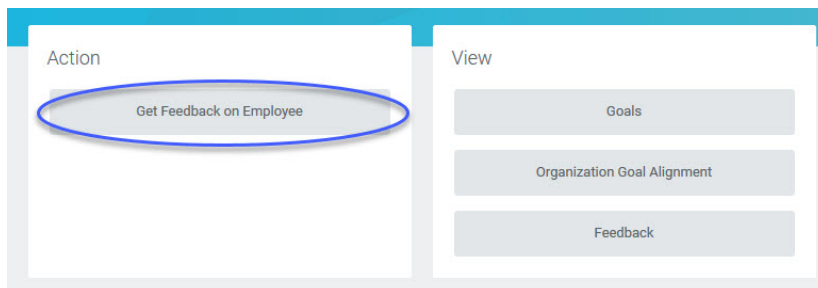 Action
Get Feedback on Employee
View
Goals
Organization Goal Alignment
Feedback